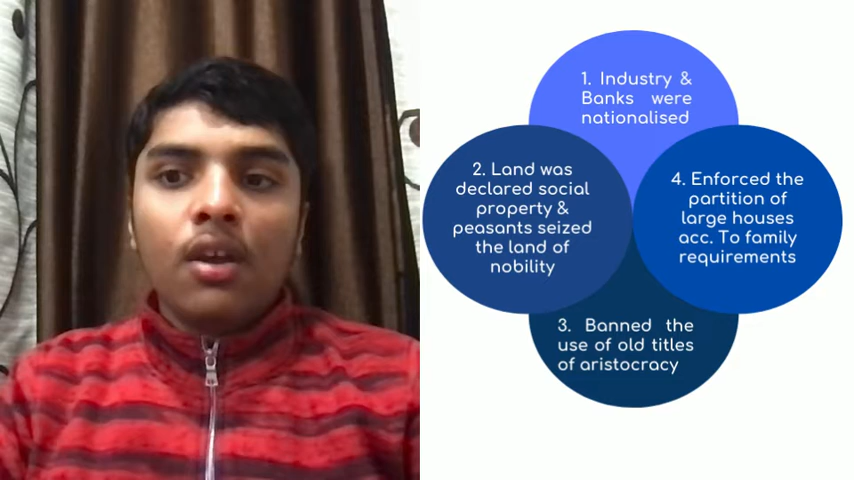 1. Industry &
Banks were
nationalised
2. Land was
declared social
property &
peasants seized
the land of
nobility
3. Banned the
use of old titles
of aristocracy
4. Enforced the
partition of
large houses
acc. To family
requirements